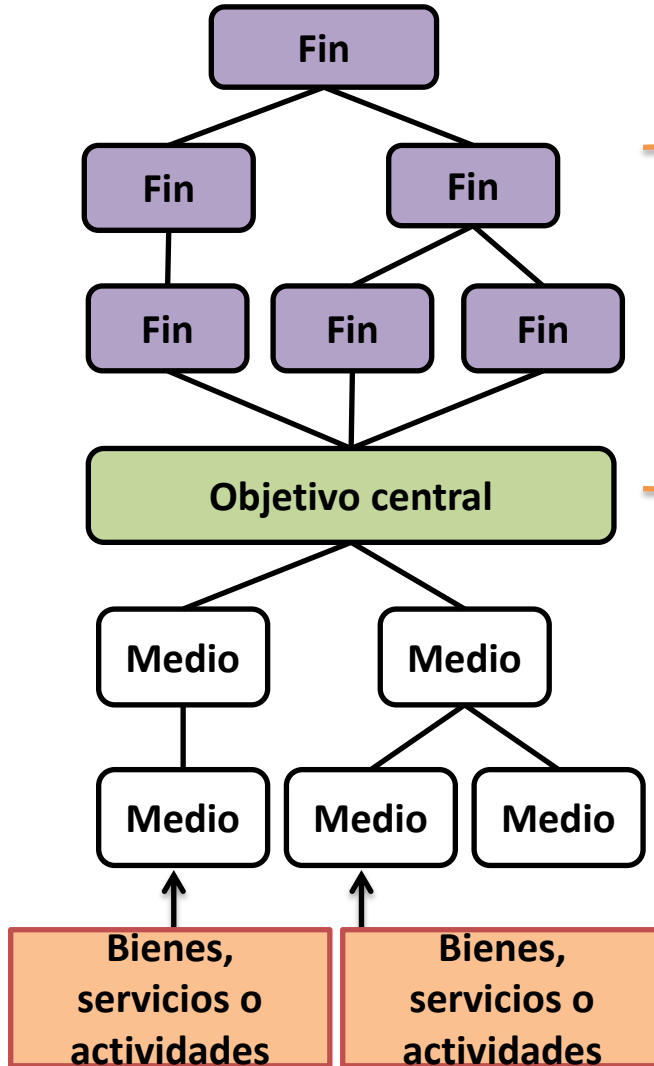 Fin
Fin
Fin
Fin
Fin
Fin
Objetivo central
Medio
Medio
Medio
Medio
Medio
Bienes,
servicios o
actividades
Bienes,
servicios o
actividades